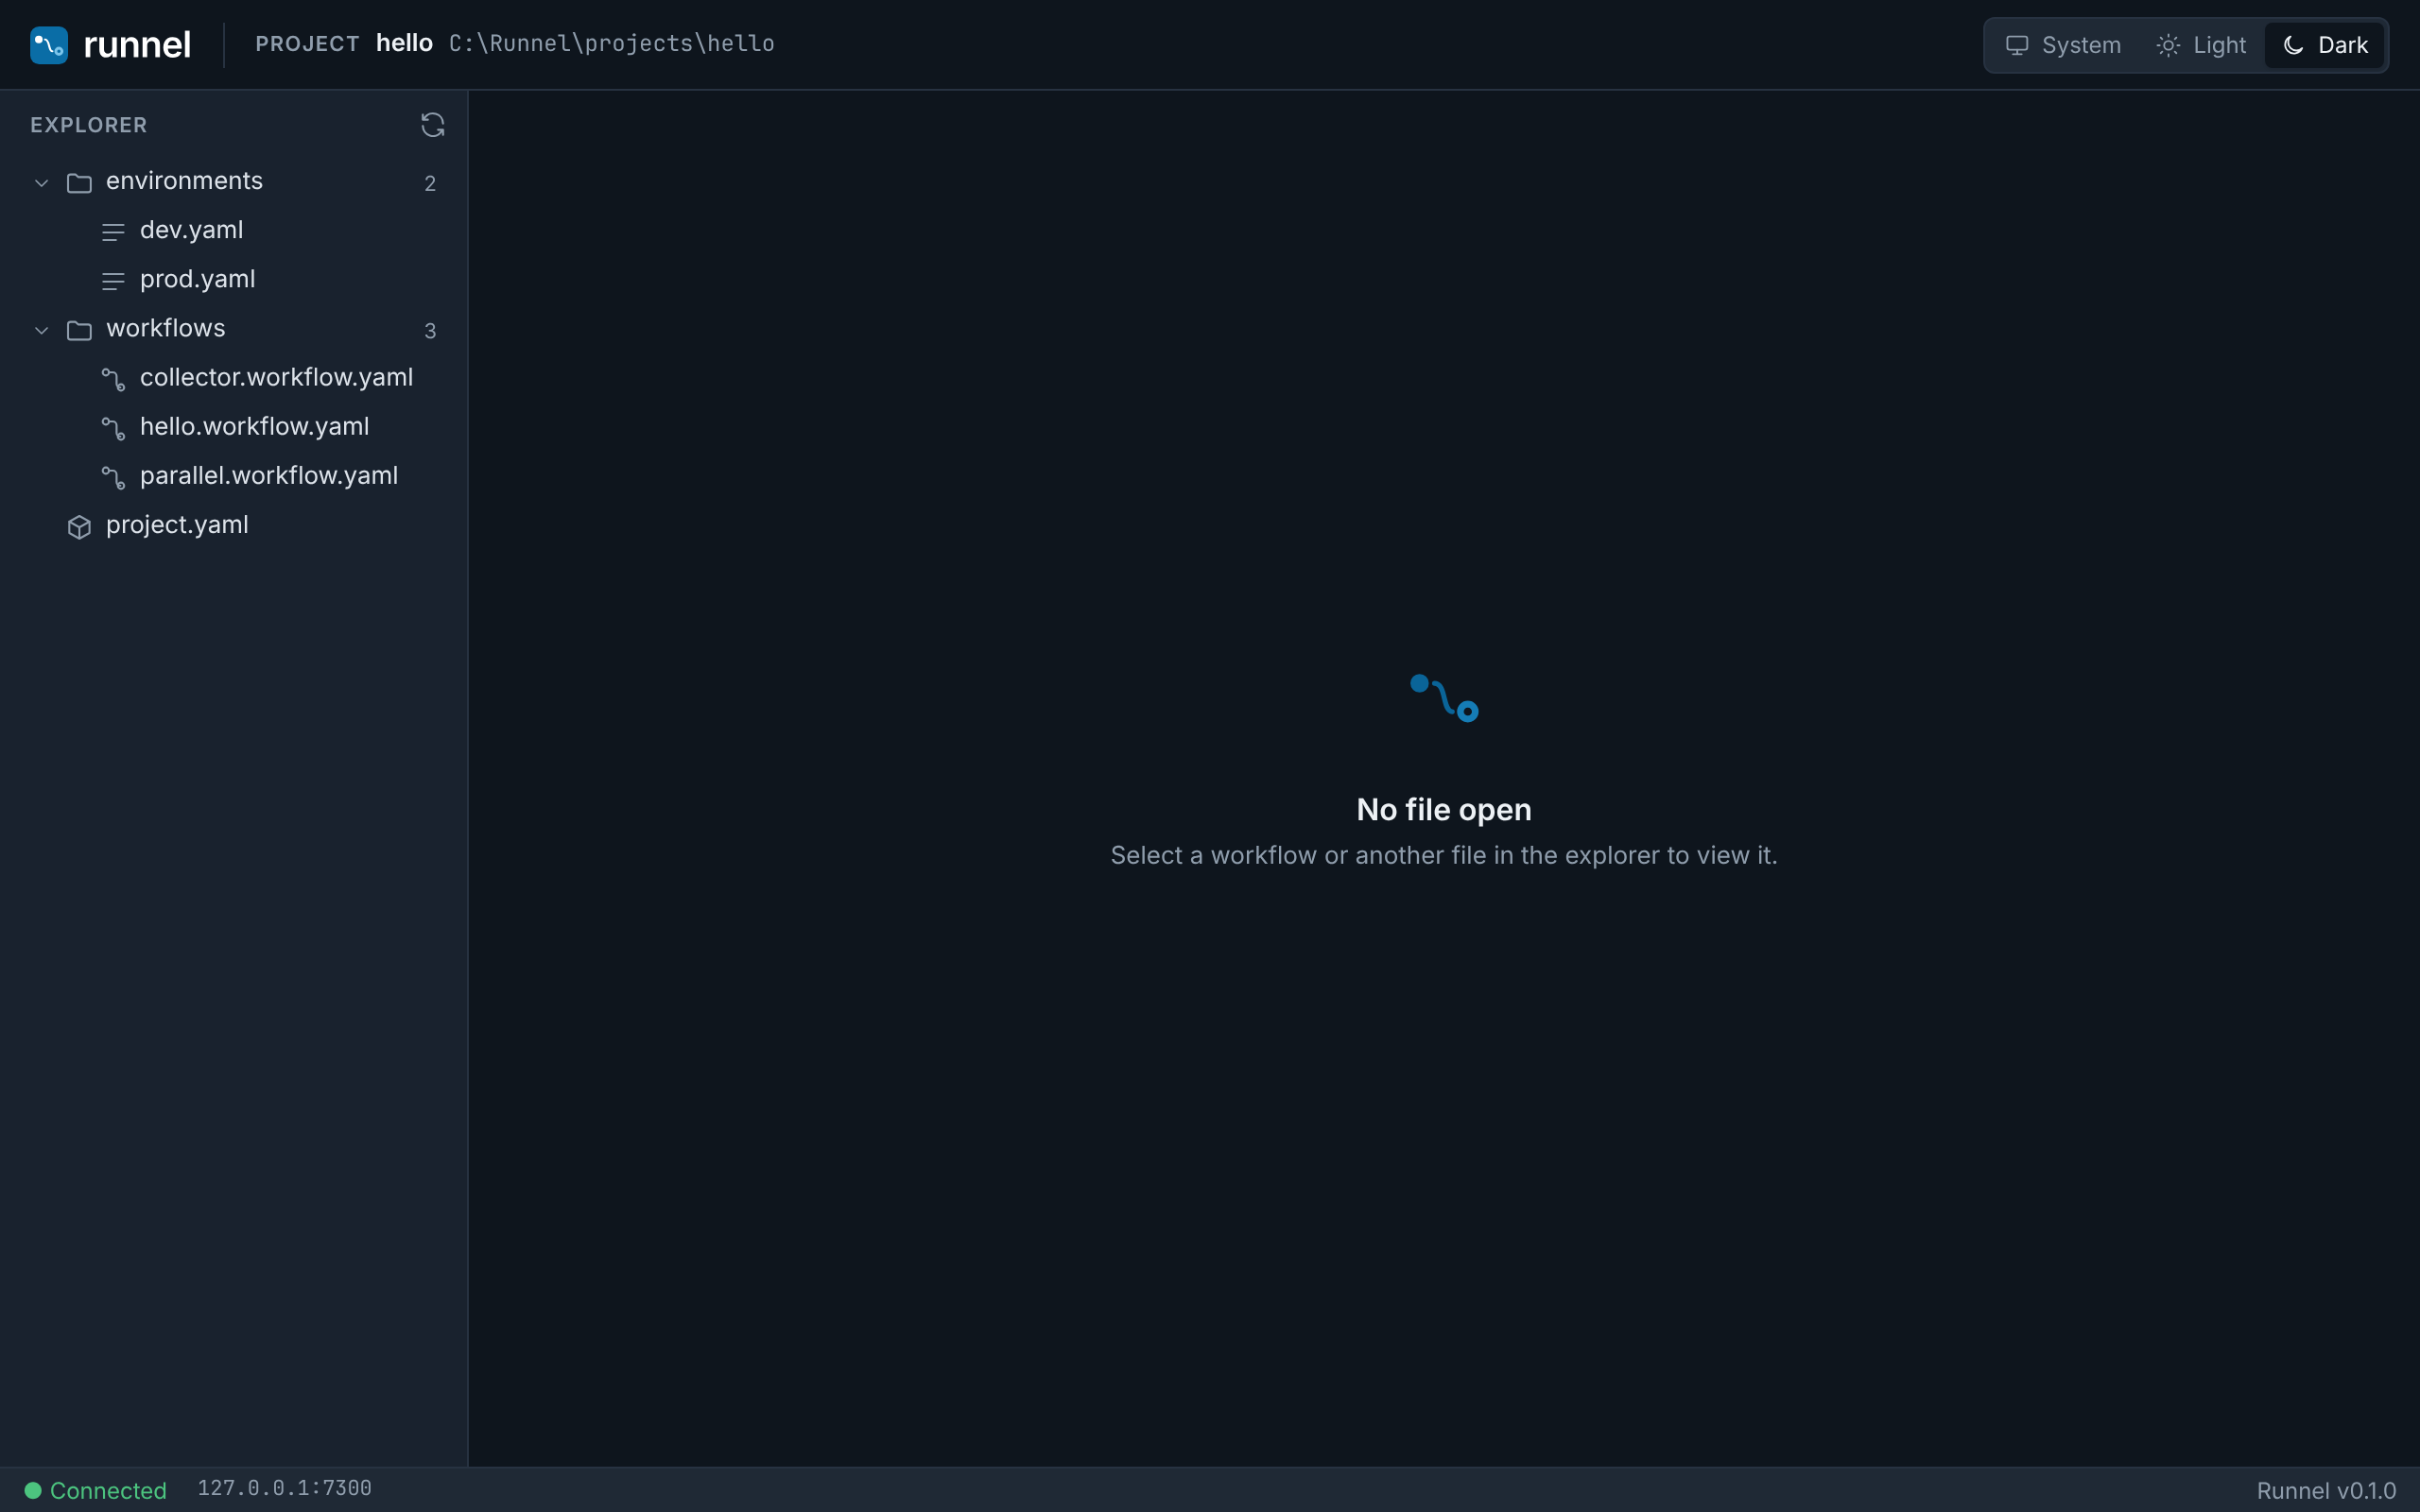 runnel PROJECT hello C:\Runnel\projects\hello System Light Dark
EXPLORER
environments 2
dev.yaml
prod.yaml
workflows 3
collector.workflow.yaml
hello.workflow.yaml
parallel.workflow.yaml
project.yaml
No file open
Select a workflow or another file in the explorer to view it.
Connected 127.0.0.1:7300 Runnel v0.1.0